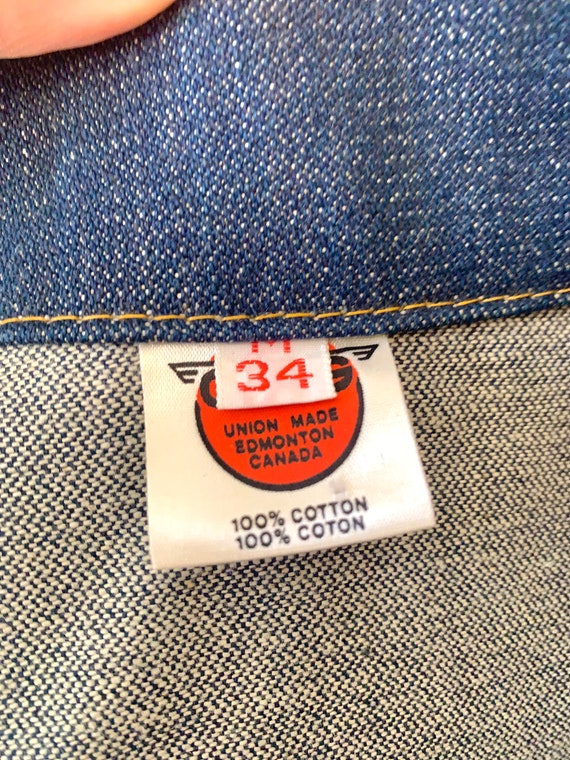 M
34
G
UNION MADE
EDMONTON
CANADA
100% COTTON
100% COTON